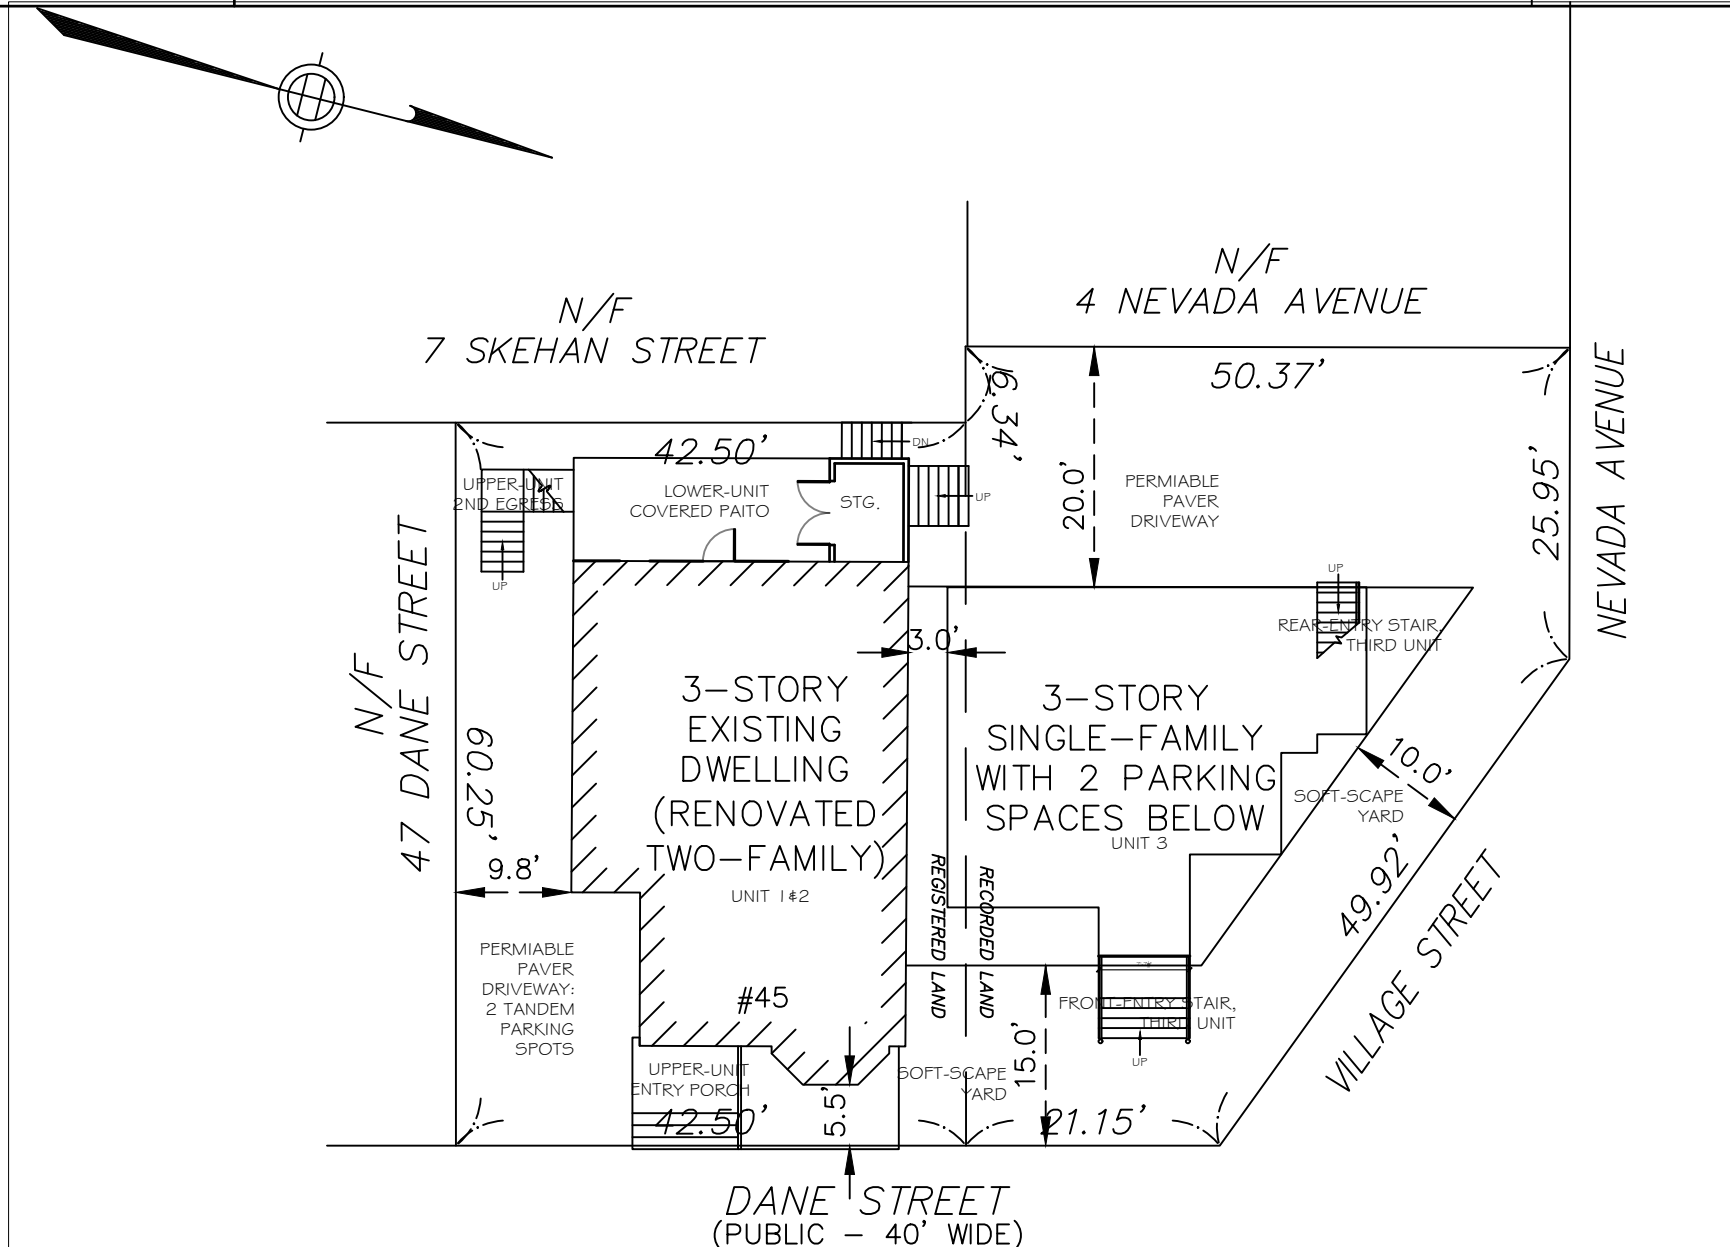 N/F
7 SKEHAN STREET
N/F
4 NEVADA AVENUE
50.37'
6.34'
42.50'
DN
UP
UPPER-UNIT
2ND EGRESS
UP
LOWER-UNIT
COVERED PAITO
STG.
20.0'
PERMIABLE
PAVER
DRIVEWAY
25.95'
NEVADA AVENUE
UP
REAR-ENTRY STAIR,
THIRD UNIT
3.0'
N/F
47 DANE STREET
60.25'
9.8'
3-STORY
EXISTING
DWELLING
(RENOVATED
TWO-FAMILY)
UNIT 1&2
3-STORY
SINGLE-FAMILY
WITH 2 PARKING
SPACES BELOW
UNIT 3
10.0'
SOFT-SCAPE
YARD
49.92'
VILLAGE STREET
REGISTERED LAND
RECORDED LAND
PERMIABLE
PAVER
DRIVEWAY:
2 TANDEM
PARKING
SPOTS
#45
FRONT-ENTRY STAIR,
THIRD UNIT
UP
UPPER-UNIT
ENTRY PORCH
SOFT-SCAPE
YARD
15.0'
5.5'
42.50'
21.15'
DANE STREET
(PUBLIC - 40' WIDE)